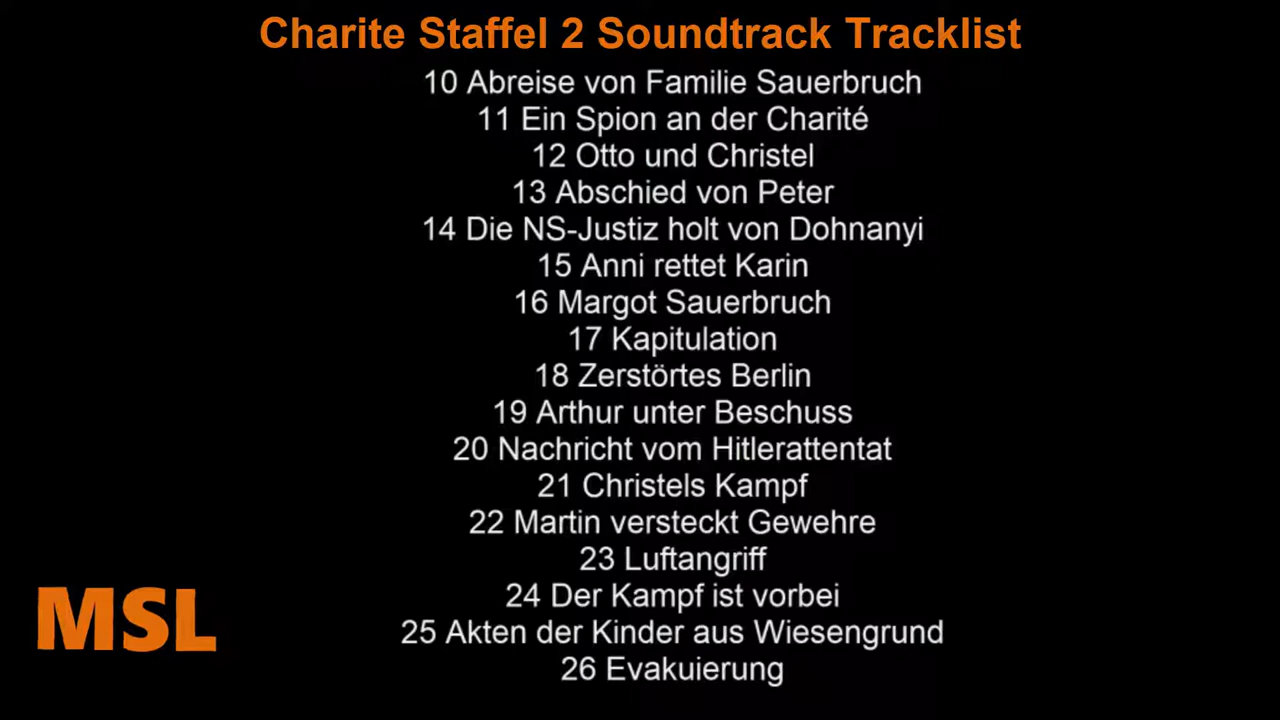 Charite Staffel 2 Soundtrack Tracklist
10 Abreise von Familie Sauerbruch
11 Ein Spion an der Charité
12 Otto und Christel
13 Abschied von Peter
14 Die NS-Justiz holt von Dohnanyi
15 Anni rettet Karin
16 Margot Sauerbruch
17 Kapitulation
18 Zerstörtes Berlin
19 Arthur unter Beschuss
20 Nachricht vom Hitlerattentat
21 Christels Kampf
22 Martin versteckt Gewehre
23 Luftangriff
24 Der Kampf ist vorbei
25 Akten der Kinder aus Wiesengrund
26 Evakuierung
MSL